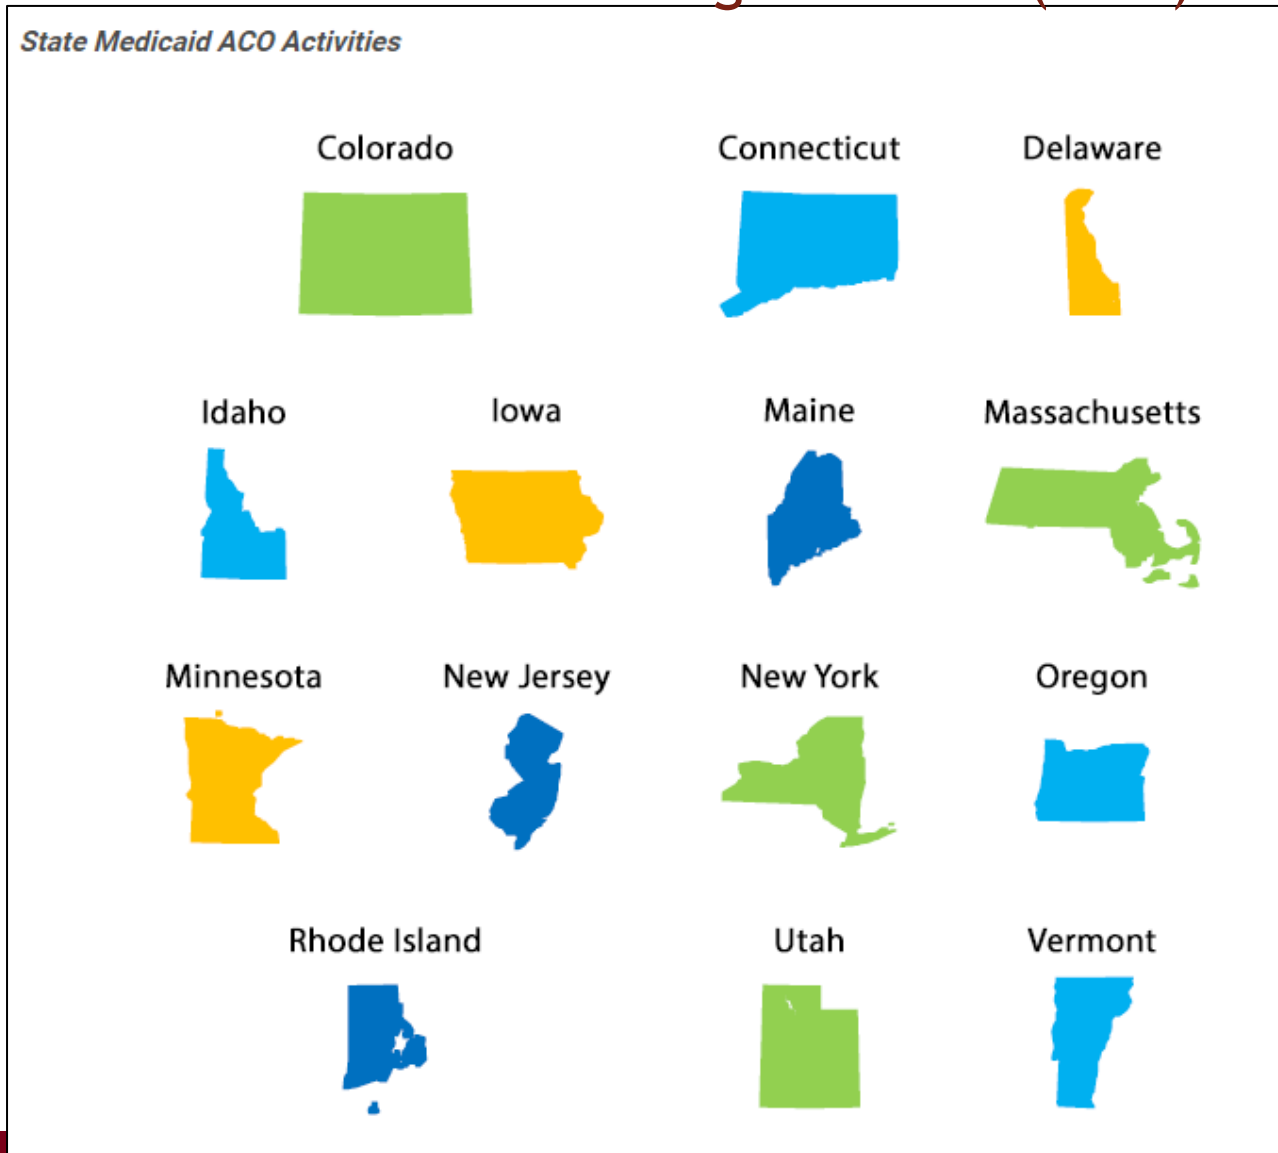 State Medicaid ACO Activities
Colorado
Connecticut
Delaware
Idaho
Iowa
Maine
Massachusetts
Minnesota
New Jersey
New York
Oregon
Rhode Island
Utah
Vermont